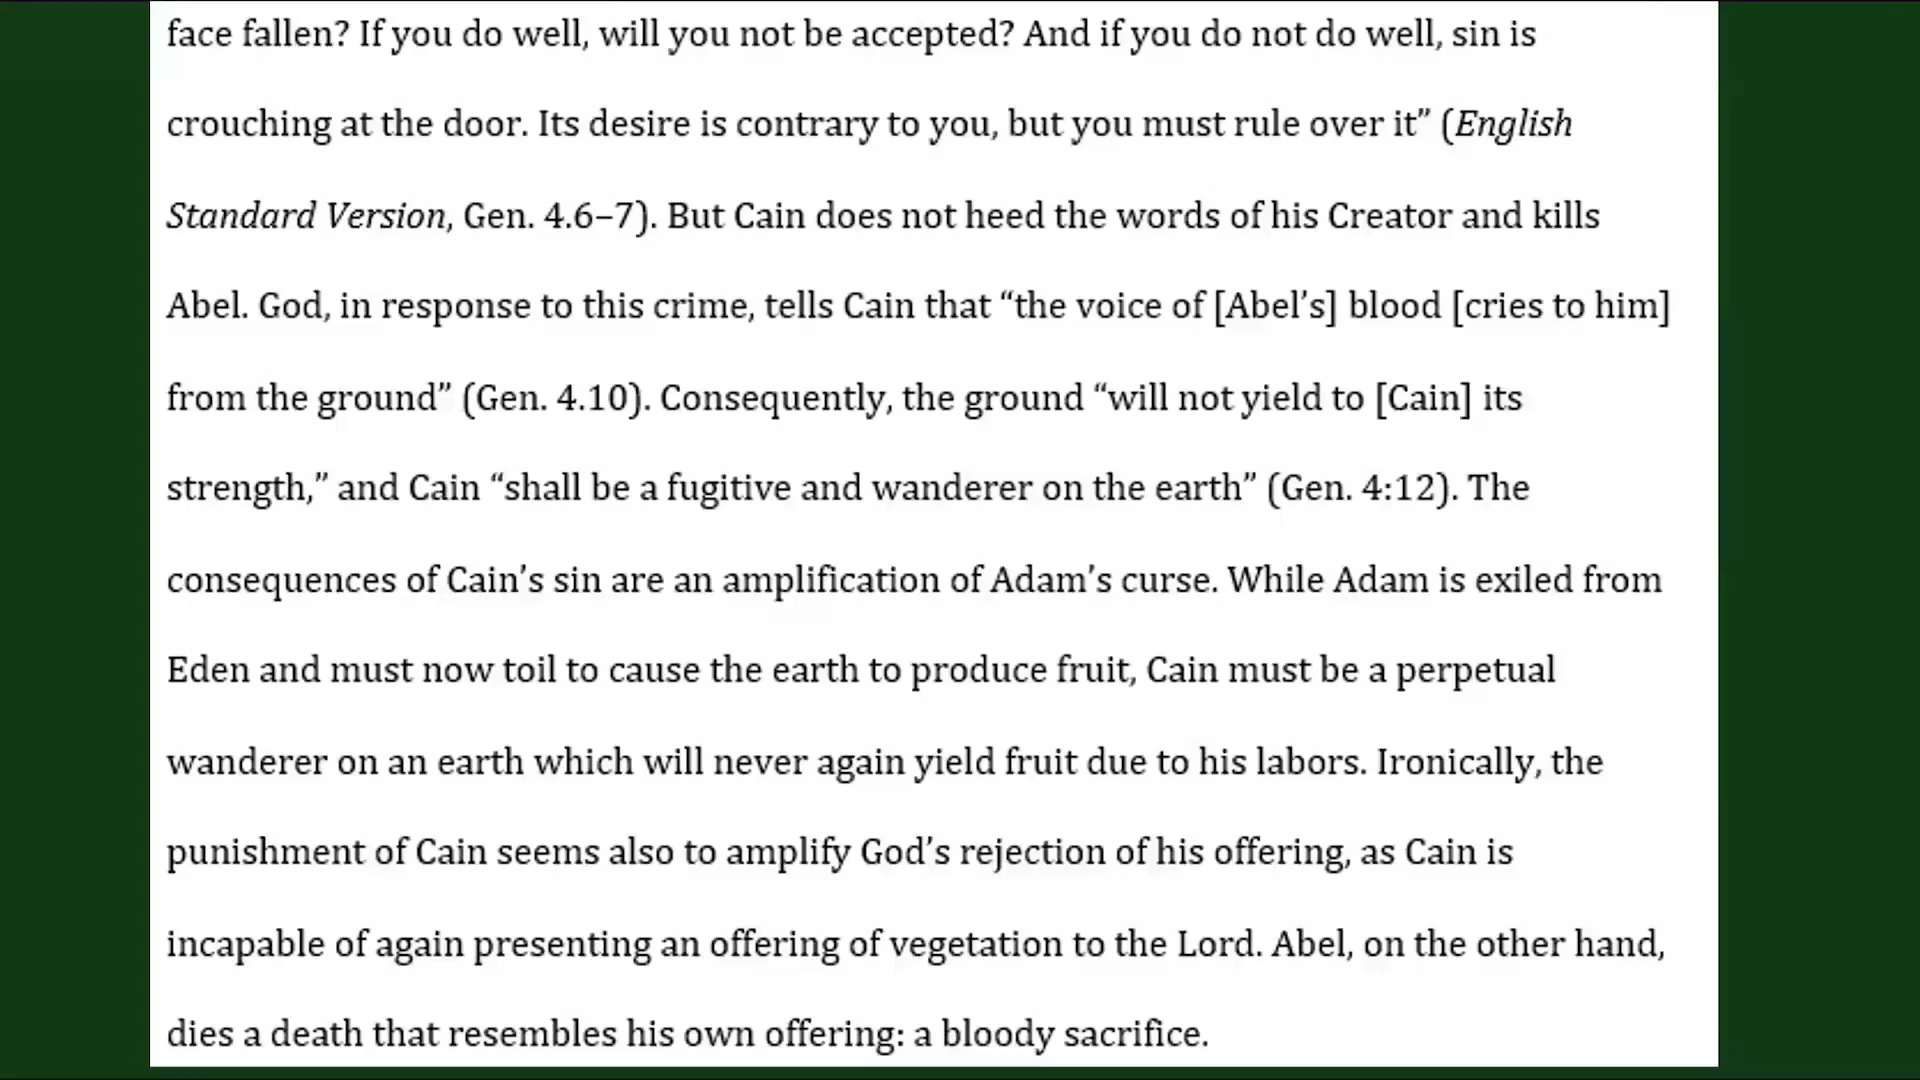 face fallen? If you do well, will you not be accepted? And if you do not do well, sin is
crouching at the door. Its desire is contrary to you, but you must rule over it” (English
Standard Version, Gen. 4.6–7). But Cain does not heed the words of his Creator and kills
Abel. God, in response to this crime, tells Cain that “the voice of [Abel’s] blood [cries to him]
from the ground” (Gen. 4.10). Consequently, the ground “will not yield to [Cain] its
strength,” and Cain “shall be a fugitive and wanderer on the earth” (Gen. 4:12). The
consequences of Cain’s sin are an amplification of Adam’s curse. While Adam is exiled from
Eden and must now toil to cause the earth to produce fruit, Cain must be a perpetual
wanderer on an earth which will never again yield fruit due to his labors. Ironically, the
punishment of Cain seems also to amplify God’s rejection of his offering, as Cain is
incapable of again presenting an offering of vegetation to the Lord. Abel, on the other hand,
dies a death that resembles his own offering: a bloody sacrifice.